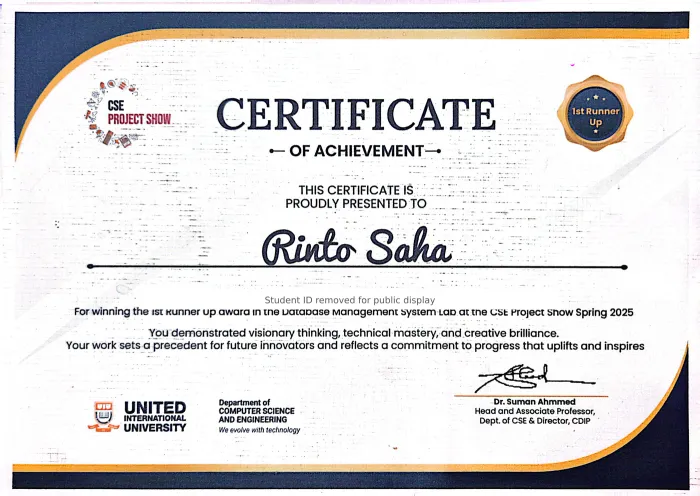 CSE
PROJECT SHOW
CERTIFICATE
OF ACHIEVEMENT
1st Runner
Up
THIS CERTIFICATE IS
PROUDLY PRESENTED TO
Rinto Saha
Student ID removed for public display
For winning the 1st Runner Up award in the Database Management System Lab at the CSE Project Show Spring 2025
You demonstrated visionary thinking, technical mastery, and creative brilliance.
Your work sets a precedent for future innovators and reflects a commitment to progress that uplifts and inspires
UNITED
INTERNATIONAL
UNIVERSITY
Department of
COMPUTER SCIENCE
AND ENGINEERING
We evolve with technology
Dr. Suman Ahmmed
Head and Associate Professor,
Dept. of CSE & Director, CDIP